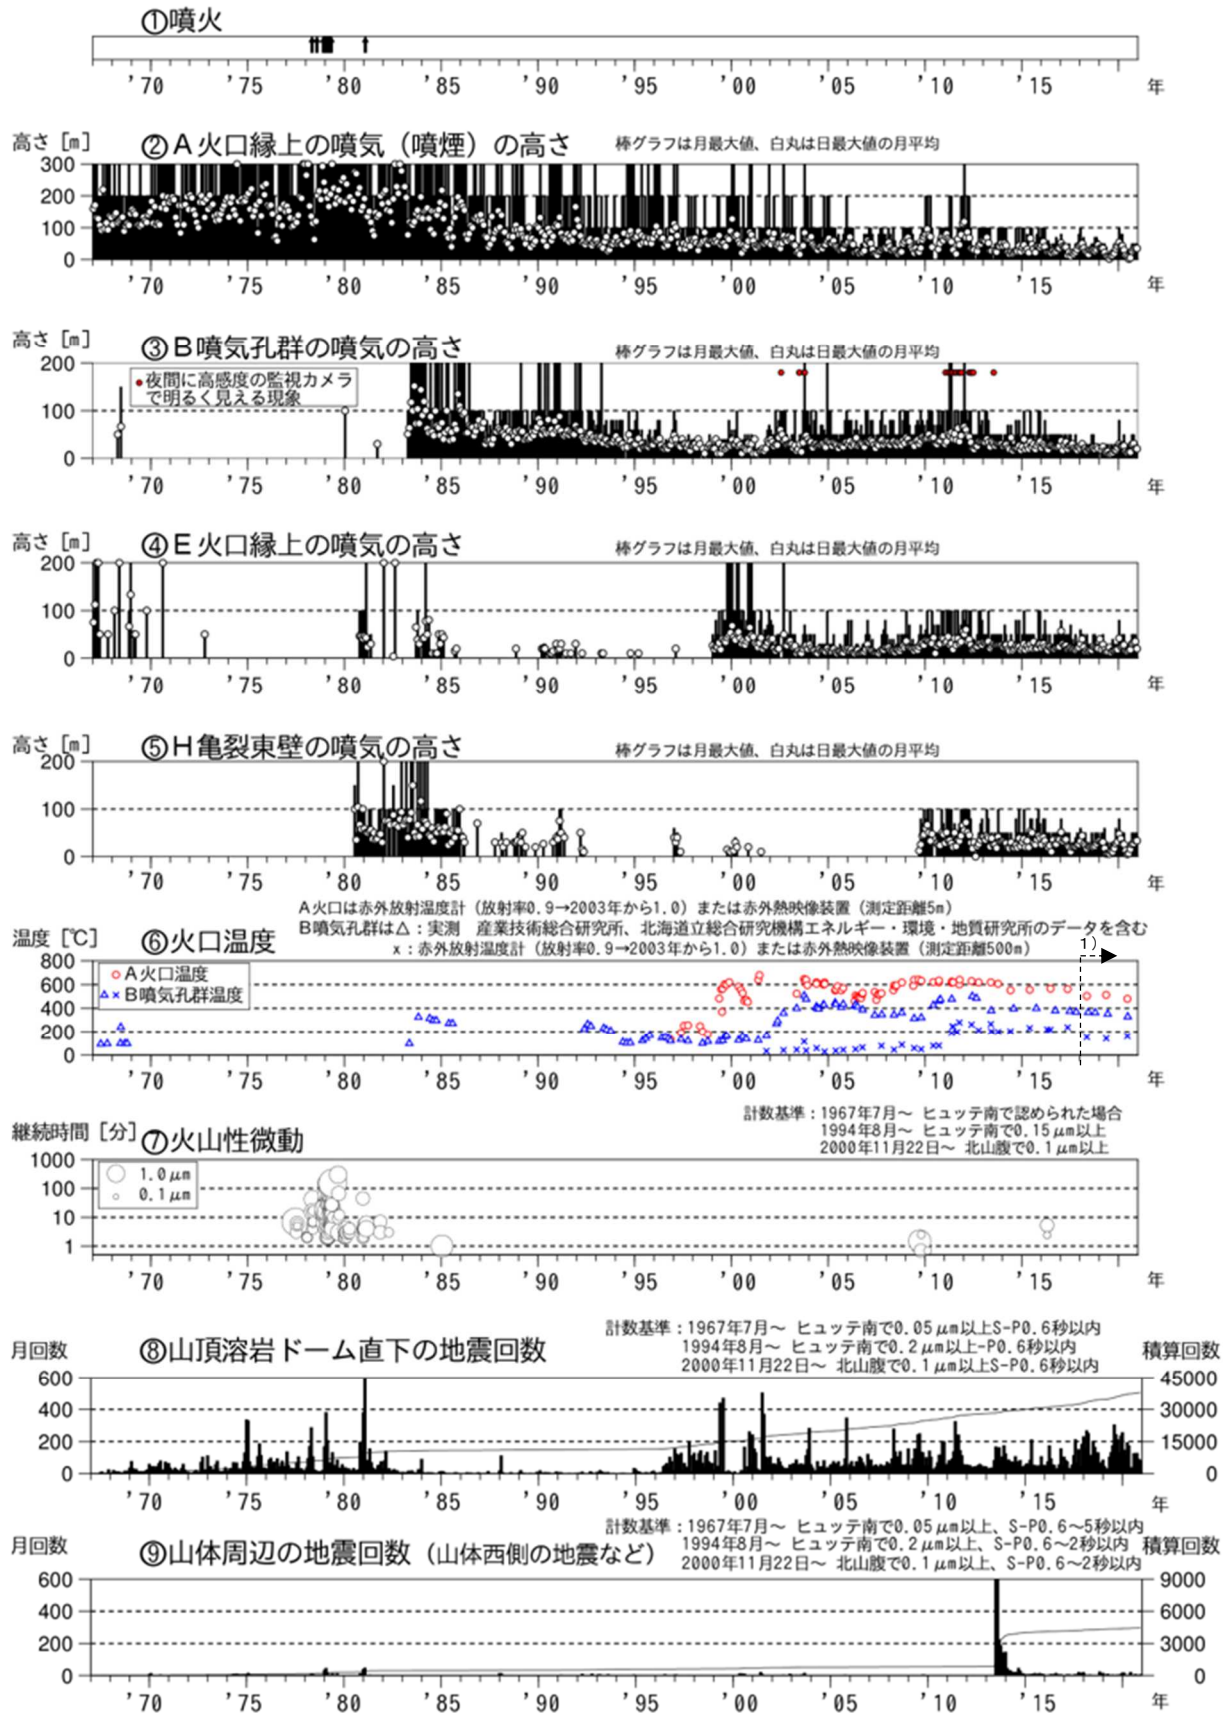 ①噴火
'70 '75 '80 '85 '90 '95 '00 '05 '10 '15 年
高さ [m] ②A火口縁上の噴気（噴煙）の高さ 棒グラフは月最大値、白丸は日最大値の月平均
300
200
100
0
'70 '75 '80 '85 '90 '95 '00 '05 '10 '15 年
高さ [m] ③B噴気孔群の噴気の高さ 棒グラフは月最大値、白丸は日最大値の月平均
200
夜間に高感度の監視カメラ
で明るく見える現象
100
0
'70 '75 '80 '85 '90 '95 '00 '05 '10 '15 年
高さ [m] ④E火口縁上の噴気の高さ 棒グラフは月最大値、白丸は日最大値の月平均
200
100
0
'70 '75 '80 '85 '90 '95 '00 '05 '10 '15 年
高さ [m] ⑤H亀裂東壁の噴気の高さ 棒グラフは月最大値、白丸は日最大値の月平均
200
100
0
'70 '75 '80 '85 '90 '95 '00 '05 '10 '15 年
A火口は赤外放射温度計（放射率0.9→2003年から1.0）または赤外熱映像装置（測定距離5m）
B噴気孔群は△：実測　産業技術総合研究所、北海道立総合研究機構エネルギー・環境・地質研究所のデータを含む
温度 [℃] ⑥火口温度 x：赤外放射温度計（放射率0.9→2003年から1.0）または赤外熱映像装置（測定距離500m） 1)
800
○ A火口温度
600
△ × B噴気孔群温度
400
200
0
'70 '75 '80 '85 '90 '95 '00 '05 '10 '15 年
計数基準：1967年7月～ ヒュッテ南で認められた場合
継続時間 [分] ⑦火山性微動 1994年8月～ ヒュッテ南で0.15μm以上
2000年11月22日～ 北山腹で0.1μm以上
1000
1.0μm
100
0.1μm
10
1
'70 '75 '80 '85 '90 '95 '00 '05 '10 '15 年
計数基準：1967年7月～ ヒュッテ南で0.05μm以上S-P0.6秒以内
月回数 ⑧山頂溶岩ドーム直下の地震回数 1994年8月～ ヒュッテ南で0.2μm以上-P0.6秒以内 積算回数
2000年11月22日～ 北山腹で0.1μm以上S-P0.6秒以内
600 45000
400 30000
200 15000
0 0
'70 '75 '80 '85 '90 '95 '00 '05 '10 '15 年
計数基準：1967年7月～ ヒュッテ南で0.05μm以上、S-P0.6～5秒以内
月回数 ⑨山体周辺の地震回数（山体西側の地震など） 1994年8月～ ヒュッテ南で0.2μm以上、S-P0.6～2秒以内 積算回数
2000年11月22日～ 北山腹で0.1μm以上、S-P0.6～2秒以内
600 9000
400 6000
200 3000
0 0
'70 '75 '80 '85 '90 '95 '00 '05 '10 '15 年